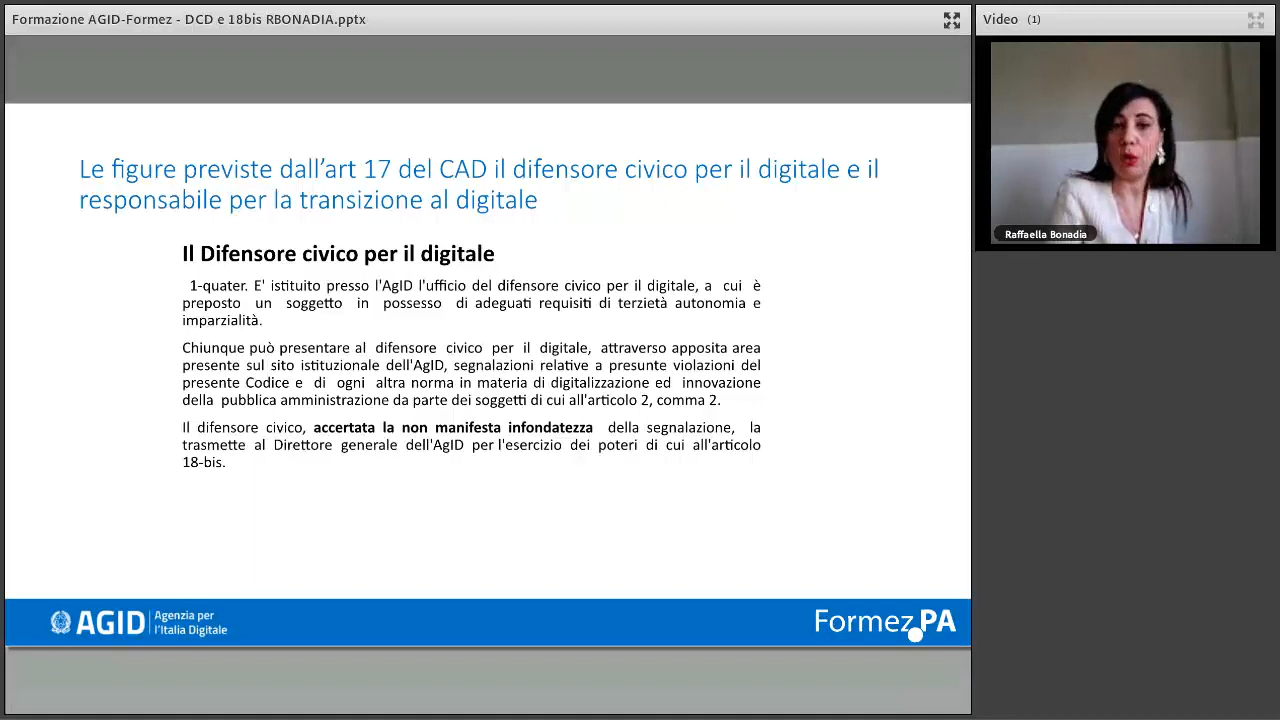 Formazione AGID-Formez - DCD e 18bis RBONADIA.pptx
Video (1)
Raffaella Bonadia
Le figure previste dall’art 17 del CAD il difensore civico per il digitale e il
responsabile per la transizione al digitale
Il Difensore civico per il digitale
1-quater. E' istituito presso l'AgID l'ufficio del difensore civico per il digitale, a cui è
preposto un soggetto in possesso di adeguati requisiti di terzietà autonomia e
imparzialità.
Chiunque può presentare al difensore civico per il digitale, attraverso apposita area
presente sul sito istituzionale dell'AgID, segnalazioni relative a presunte violazioni del
presente Codice e di ogni altra norma in materia di digitalizzazione ed innovazione
della pubblica amministrazione da parte dei soggetti di cui all'articolo 2, comma 2.
Il difensore civico, accertata la non manifesta infondatezza della segnalazione, la
trasmette al Direttore generale dell'AgID per l'esercizio dei poteri di cui all'articolo
18-bis.
AGID Agenzia per
l'Italia Digitale
Formez PA